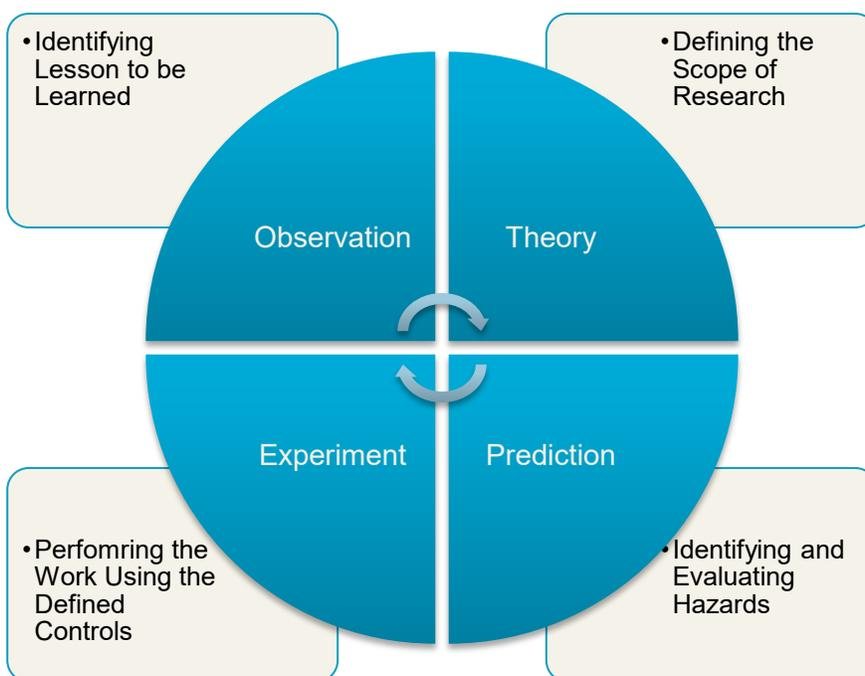 •Identifying
Lesson to be
Learned
•Defining the
Scope of
Research
Observation
Theory
Experiment
Prediction
•Perfomring the
Work Using the
Defined
Controls
•Identifying and
Evaluating
Hazards